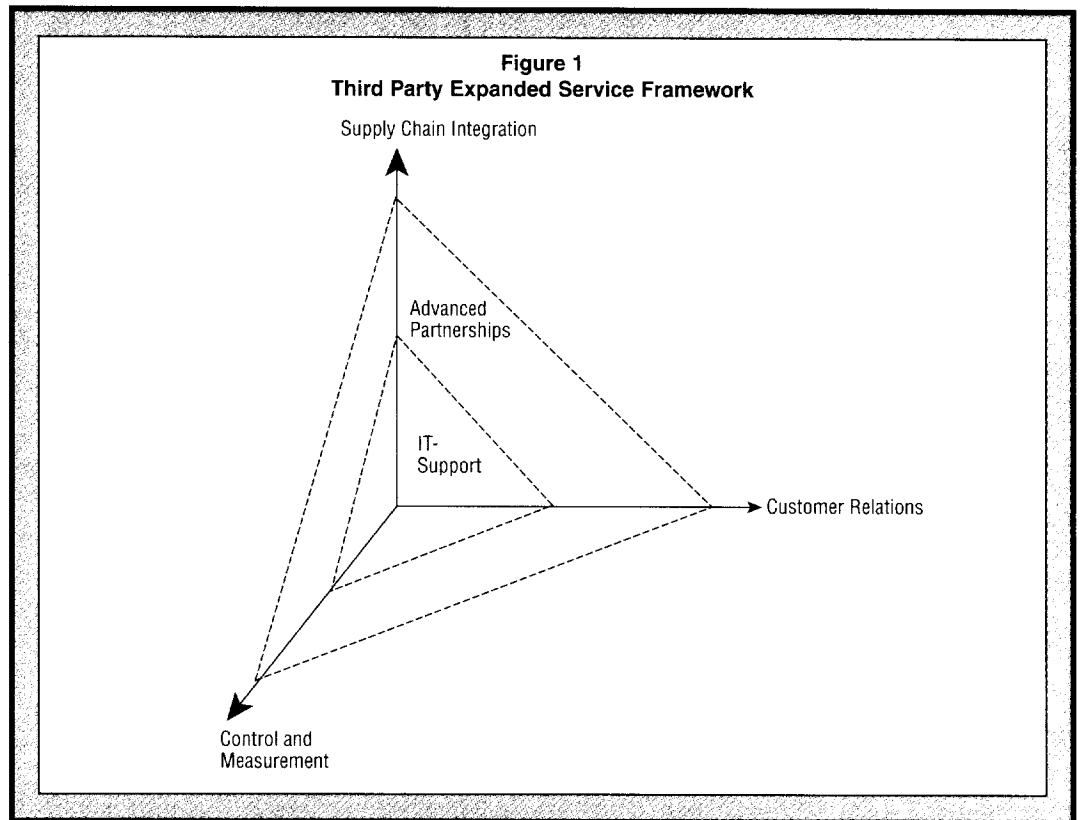 Figure 1
Third Party Expanded Service Framework
Supply Chain Integration
Advanced
Partnerships
IT-
Support
Customer Relations
Control and
Measurement